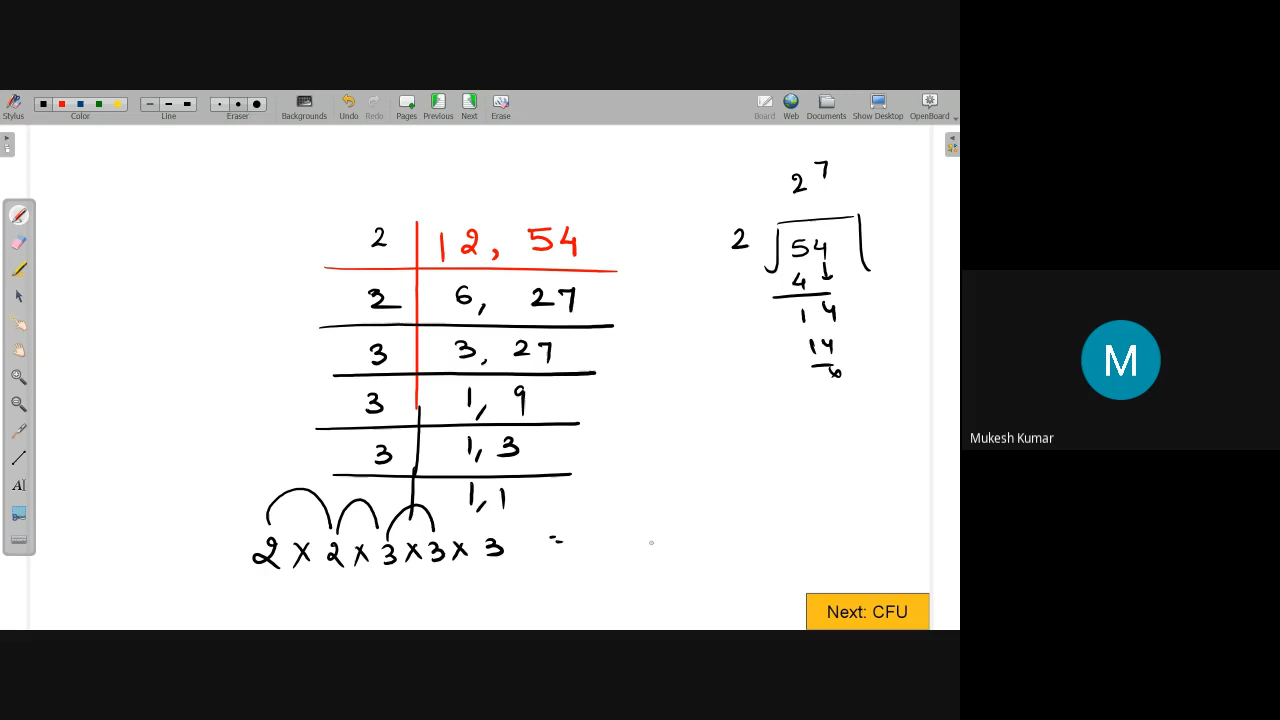 Stylus Color Line Eraser Backgrounds Undo Redo Pages Previous Next Erase Board Web Documents Show Desktop OpenBoard
2 | 12, 54
2 | 6, 27
3 | 3, 27
3 | 1, 9
3 | 1, 3
1, 1
2 × 2 × 3 × 3 × 3 =
27
2 54
4
14
14
0
Next: CFU
M
Mukesh Kumar